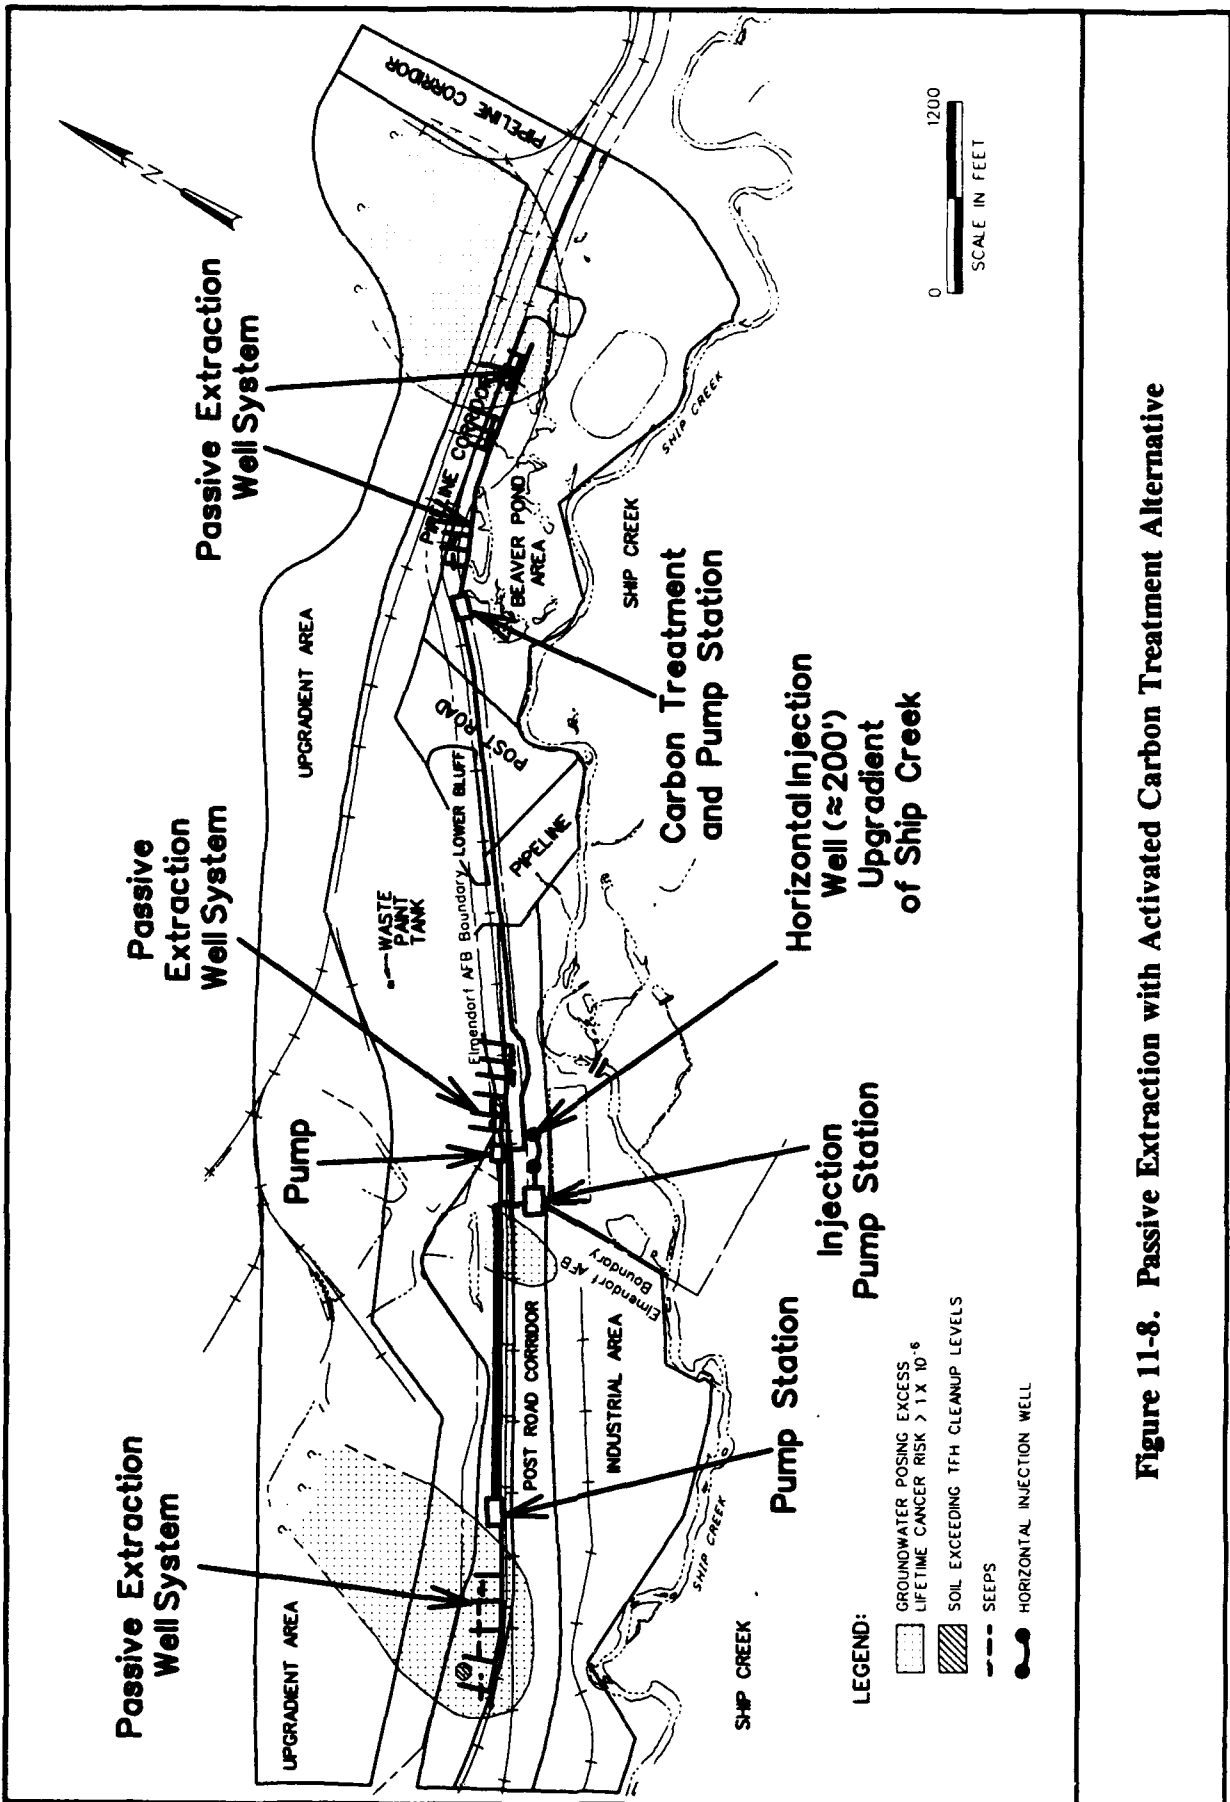 Passive Extraction
Well System
Passive
Extraction
Well System
Passive Extraction
Well System
N
UPGRADIENT AREA
UPGRADIENT AREA
PIPELINE CORRIDOR
?
?
?
?
?
?
Pump
WASTE
PAINT
TANK
Elmendorf AFB Boundary
LOWER BLUFF
POST ROAD
PIPELINE
PIPELINE CORRIDOR
BEAVER POND
AREA
POST ROAD CORRIDOR
INDUSTRIAL AREA
Elmendorf AFB
Boundary
SHIP CREEK
SHIP CREEK
SHIP CREEK
SHIP CREEK
Pump Station
Injection
Pump Station
Horizontal Injection
Well (≈200')
Upgradient
of Ship Creek
Carbon Treatment
and Pump Station
LEGEND:
GROUNDWATER POSING EXCESS
LIFETIME CANCER RISK > 1 X 10⁻⁶
SOIL EXCEEDING TFH CLEANUP LEVELS
SEEPS
HORIZONTAL INJECTION WELL
0 1200
SCALE IN FEET
Figure 11-8. Passive Extraction with Activated Carbon Treatment Alternative